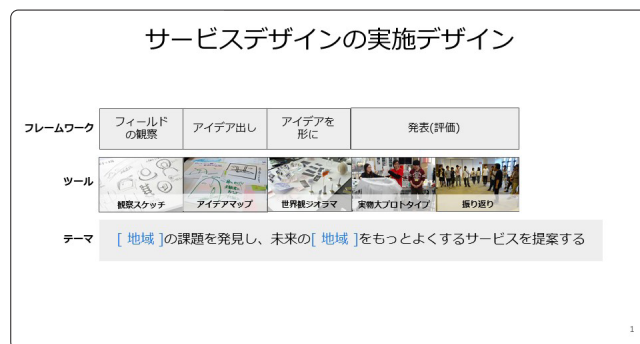 サービスデザインの実施デザイン
フレームワーク
フィールド
の観察
アイデア出し
アイデアを
形に
発表(評価)
ツール
観察スケッチ
アイデアマップ
世界観ジオラマ
実物大プロトタイプ
振り返り
テーマ
[ 地域 ]の課題を発見し、未来の[ 地域 ]をもっとよくするサービスを提案する
1